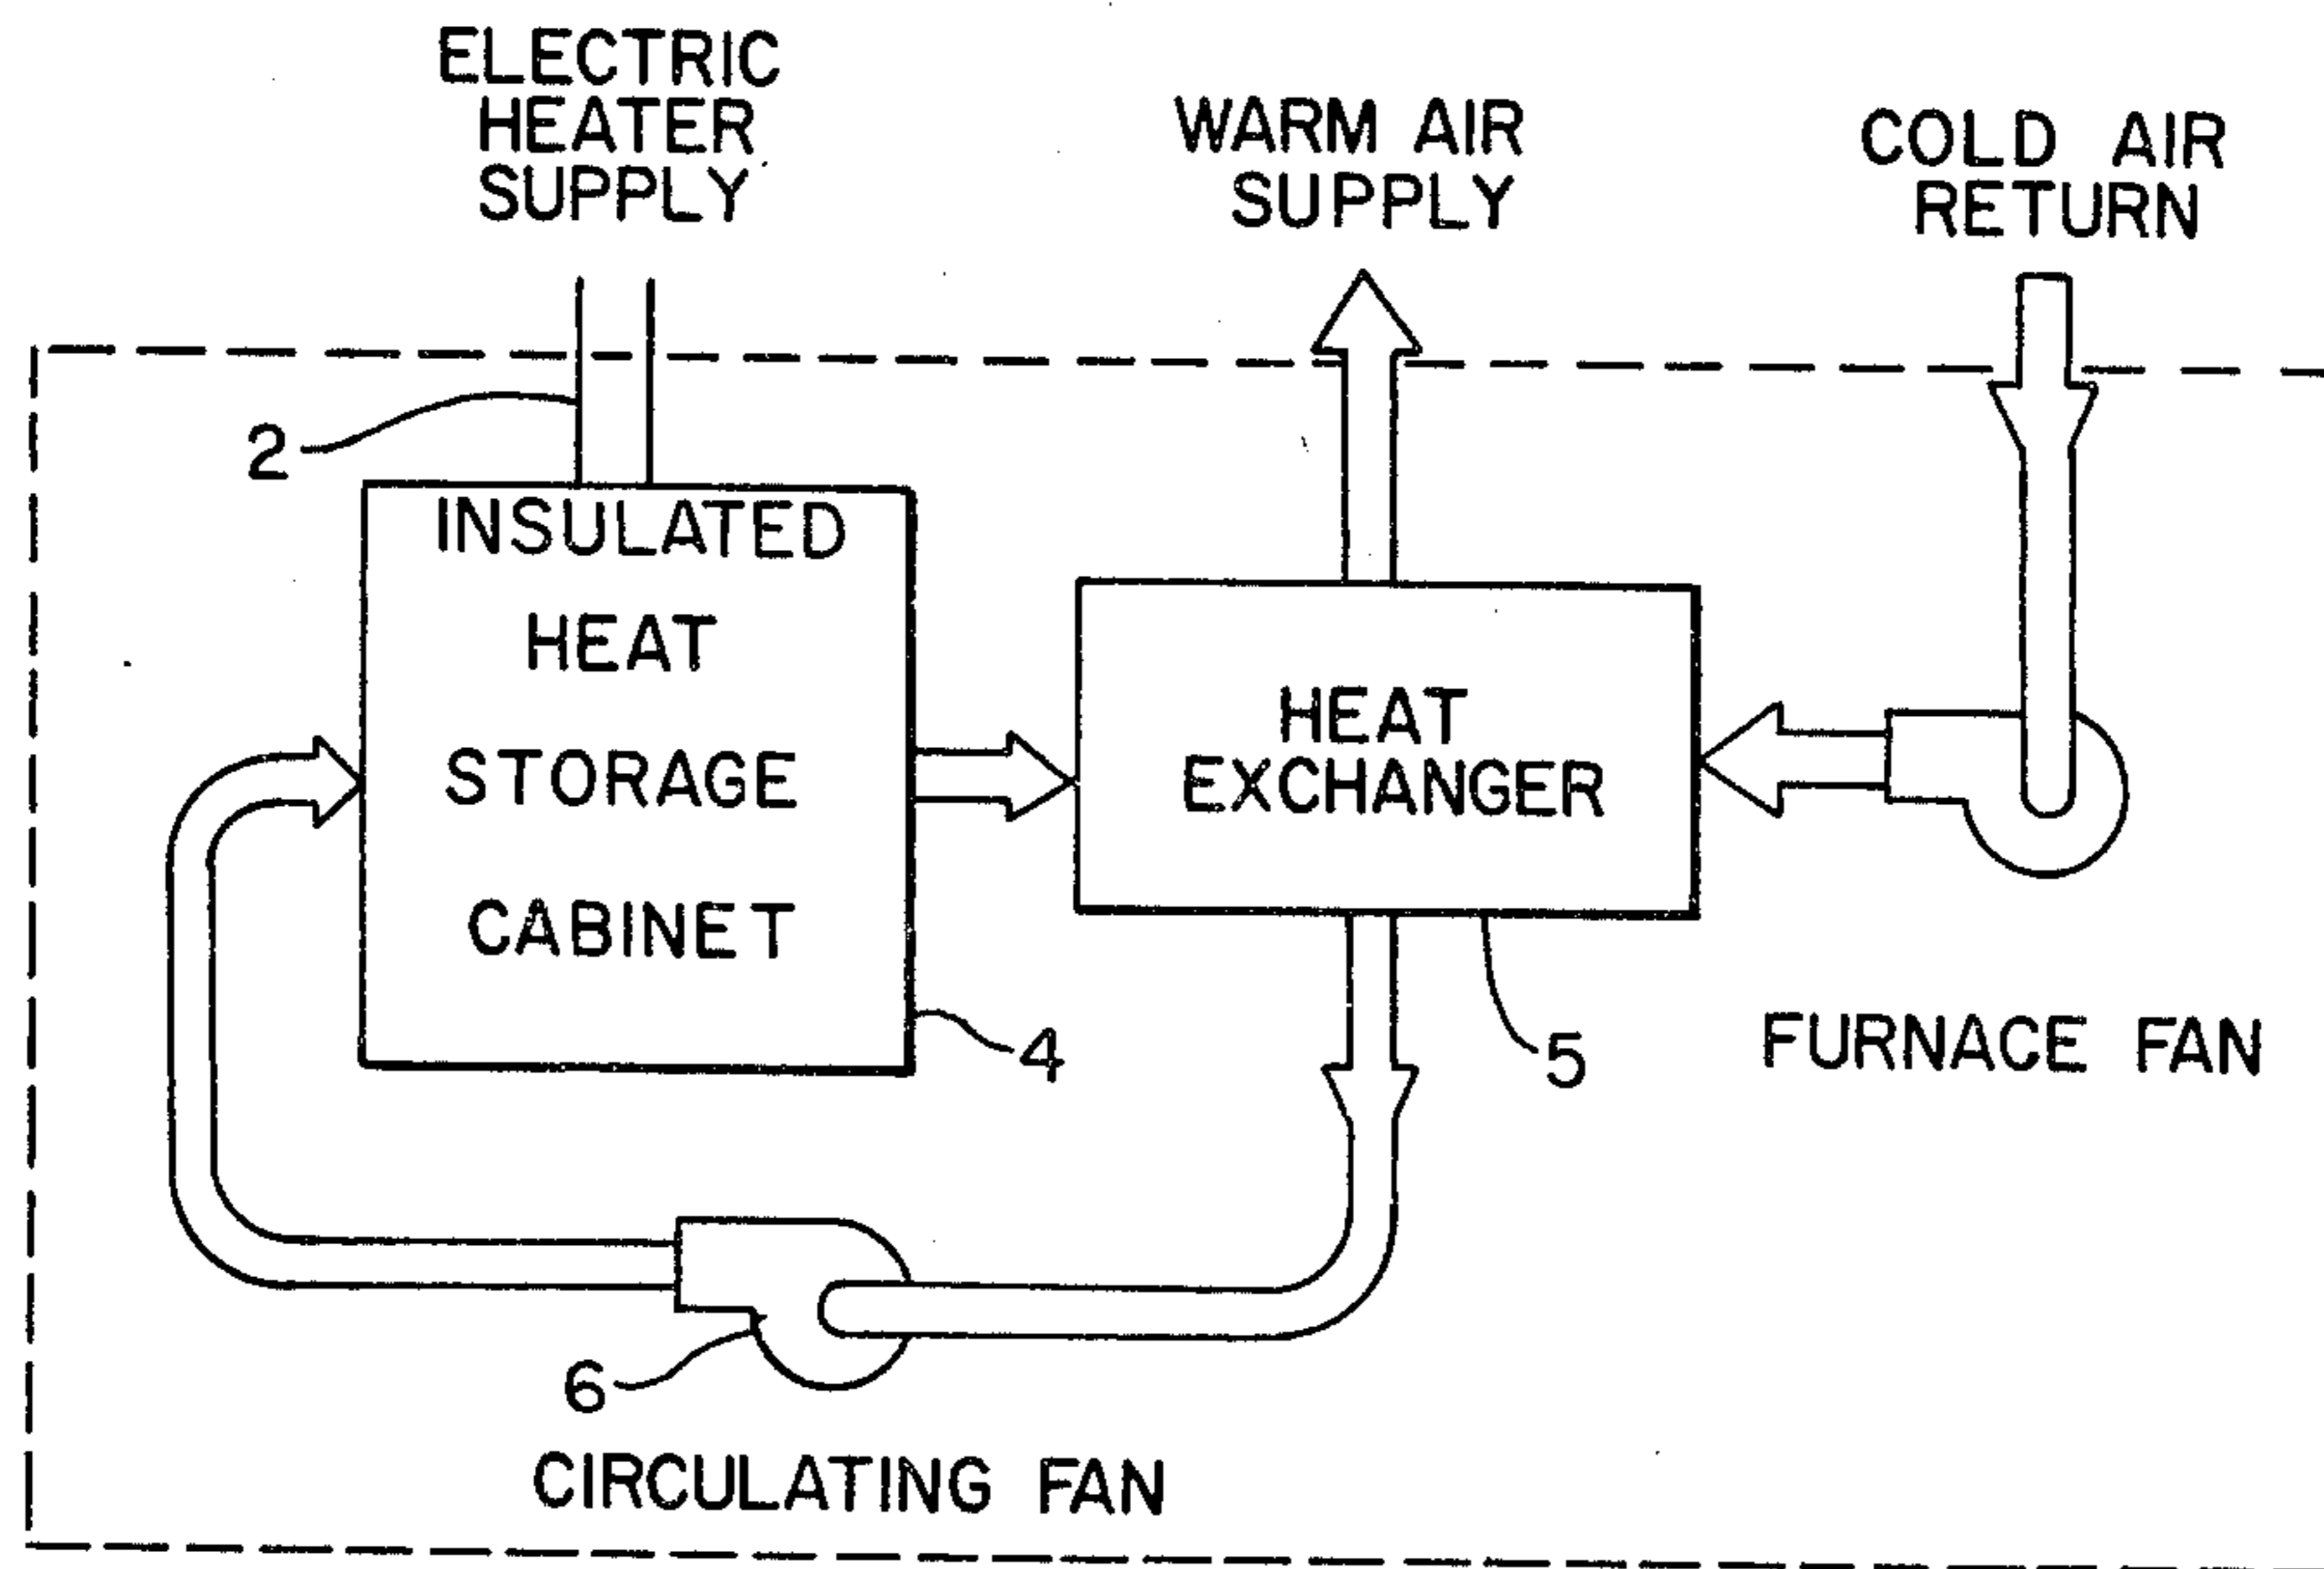 ELECTRIC
HEATER
SUPPLY
WARM AIR
SUPPLY
COLD AIR
RETURN
2
INSULATED
HEAT
STORAGE
CABINET
HEAT
EXCHANGER
4
5
FURNACE FAN
6
CIRCULATING FAN